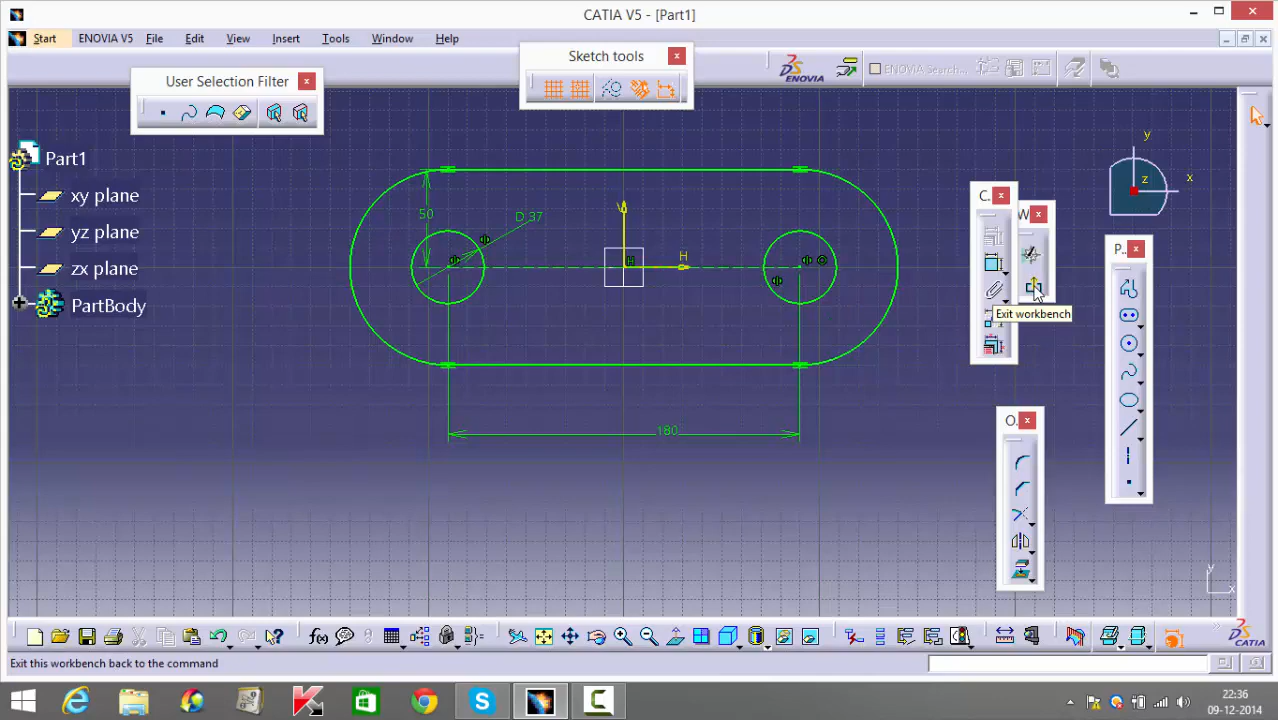 CATIA V5 - [Part1]
Start ENOVIA V5 File Edit View Insert Tools Window Help
Sketch tools
User Selection Filter
ENOVIA
ENOVIA Search...
Part1
xy plane
yz plane
zx plane
PartBody
50
D 37
V
H
H
180
y
z
x
C.
W
P..
O.
Exit workbench
y
x
f(x)
CATIA
Exit this workbench back to the command
22:36
09-12-2014